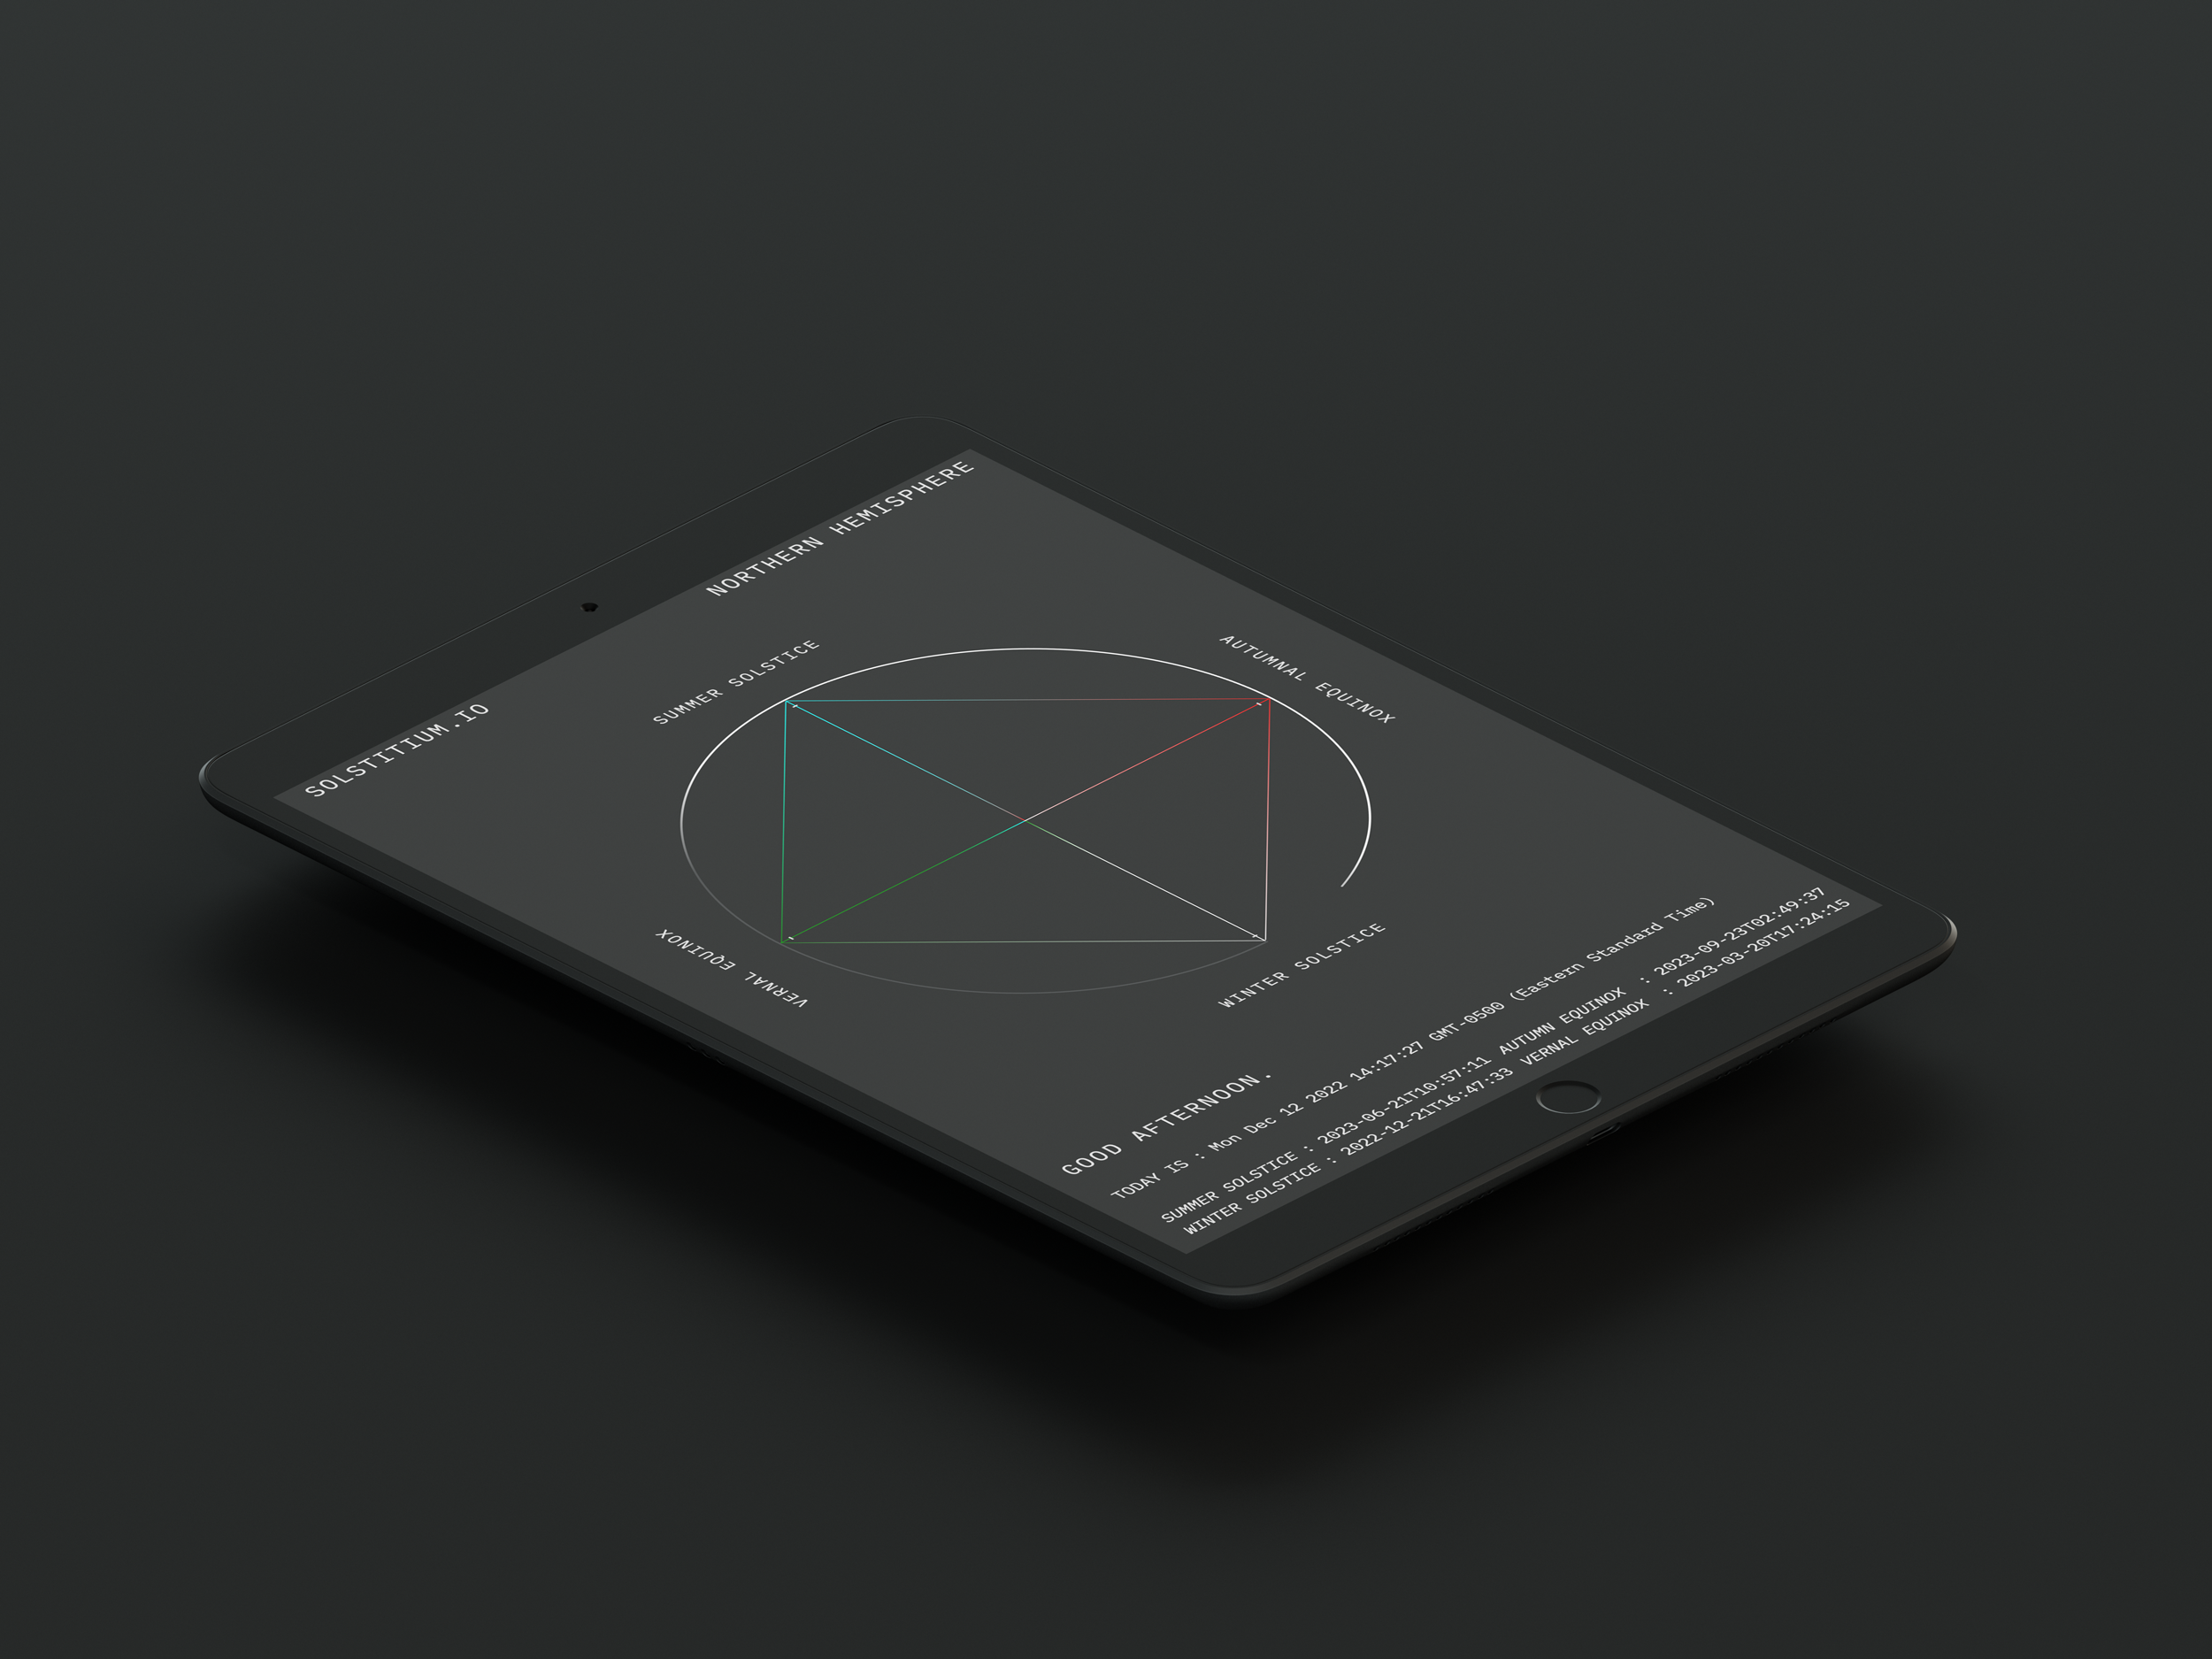 SOLSTITIUM.IO
NORTHERN HEMISPHERE
SUMMER SOLSTICE
AUTUMNAL EQUINOX
VERNAL EQUINOX
WINTER SOLSTICE
GOOD AFTERNOON.
TODAY IS : Mon Dec 12 2022 14:17:27 GMT-0500 (Eastern Standard Time)
SUMMER SOLSTICE : 2023-06-21T10:57:11 AUTUMN EQUINOX : 2023-09-23T02:49:37
WINTER SOLSTICE : 2022-12-21T16:47:33 VERNAL EQUINOX : 2023-03-20T17:24:15